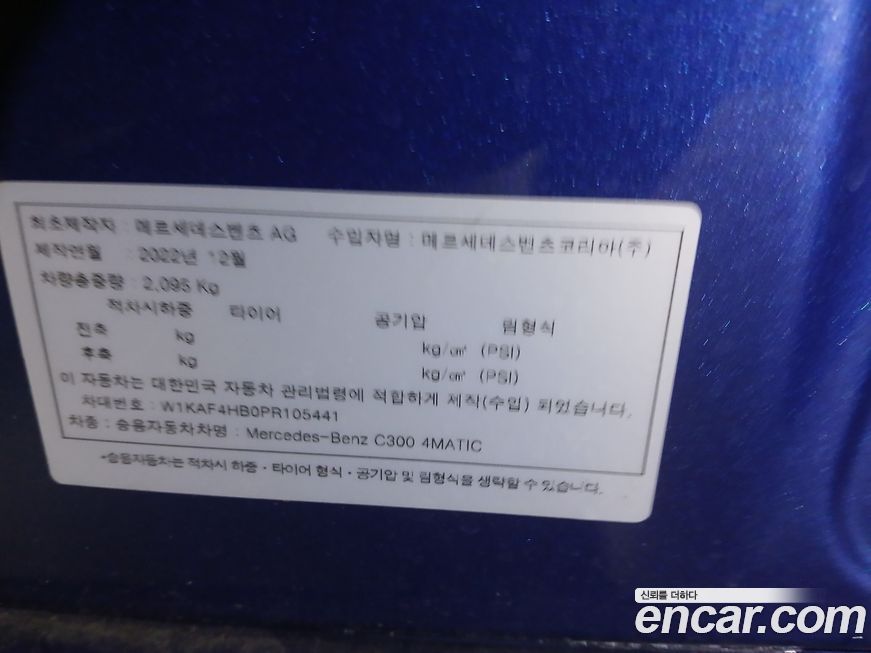 최초제작자 : 메르세데스벤츠 AG 수입자명 : 메르세데스벤츠코리아(주)
제작연월 : 2022년 12월
차량총중량 : 2,095 Kg
적차시하중 타이어 공기압 림형식
전축 kg kg/㎠ (PSI)
후축 kg kg/㎠ (PSI)
이 자동차는 대한민국 자동차 관리법령에 적합하게 제작(수입) 되었습니다.
차대번호 : W1KAF4HB0PR105441
차종 : 승용자동차차명 : Mercedes-Benz C300 4MATIC
*승용자동차는 적차시 하중·타이어 형식·공기압 및 림형식을 생략할 수 있습니다.
신뢰를 더하다
encar.com